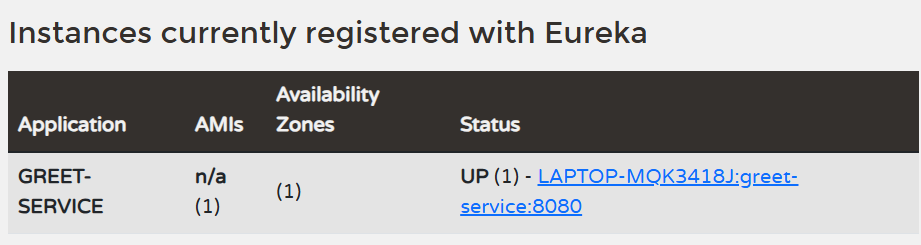 Instances currently registered with Eureka
Availability
Application AMIs Zones Status
GREET- n/a UP (1) - LAPTOP-MQK3418J:greet-
(1)
SERVICE (1) service:8080